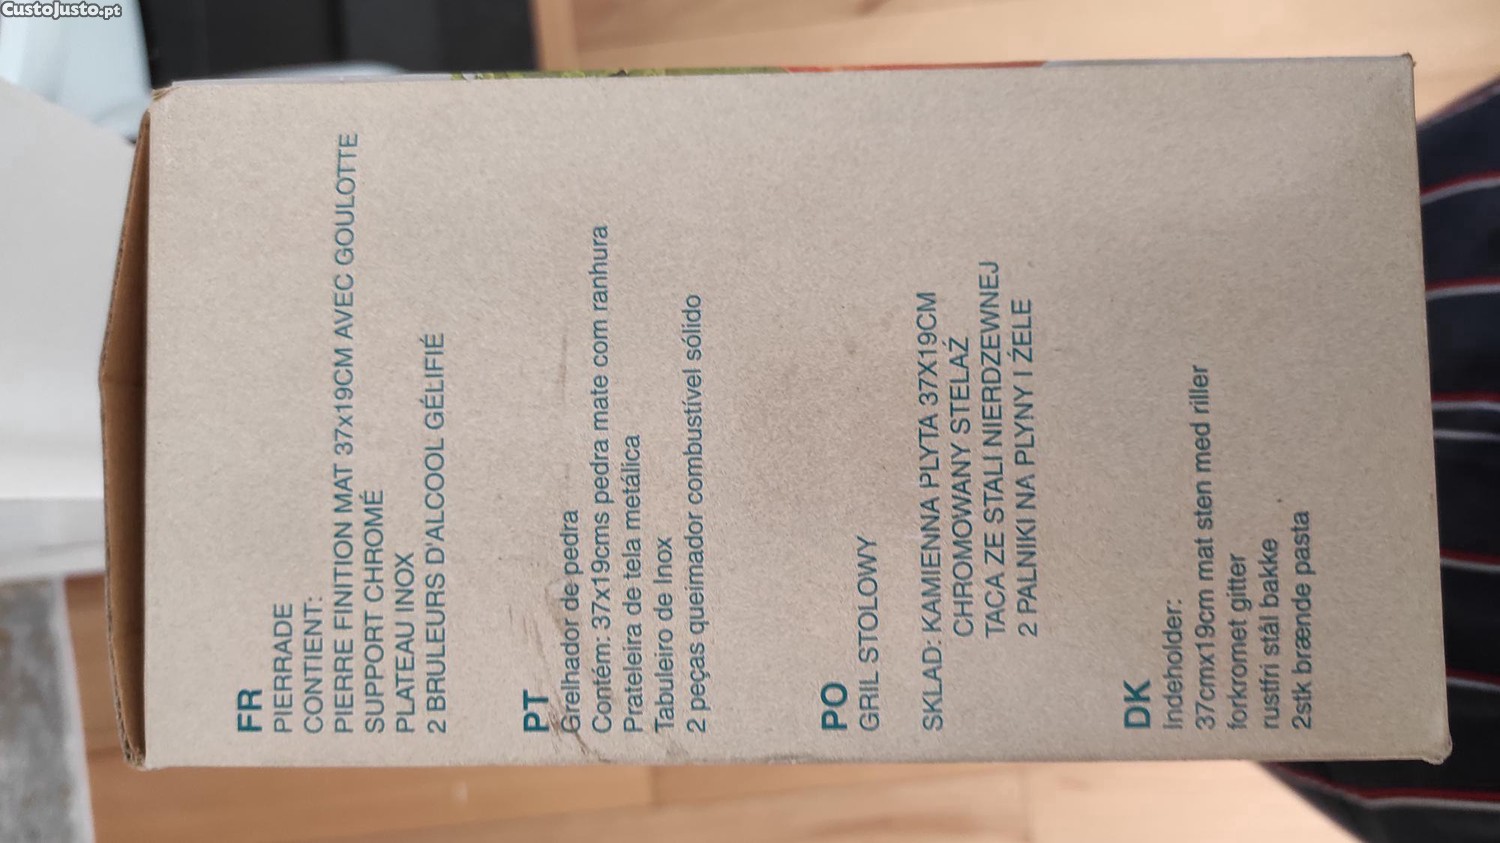 CustoJusto.pt
FR
PIERRADE
CONTIENT:
PIERRE FINITION MAT 37x19CM AVEC GOULOTTE
SUPPORT CHROMÉ
PLATEAU INOX
2 BRULEURS D'ALCOOL GÉLIFIÉ
PT
Grelhador de pedra
Contém: 37x19cms pedra mate com ranhura
Prateleira de tela metálica
Tabuleiro de Inox
2 peças queimador combustível sólido
PO
GRIL STOLOWY
SKLAD: KAMIENNA PLYTA 37X19CM
CHROMOWANY STELAŹ
TACA ZE STALI NIERDZEWNEJ
2 PALNIKI NA PLYNY I ŻELE
DK
Indeholder:
37cmx19cm mat sten med riller
forkromet gitter
rustfri stål bakke
2stk brænde pasta